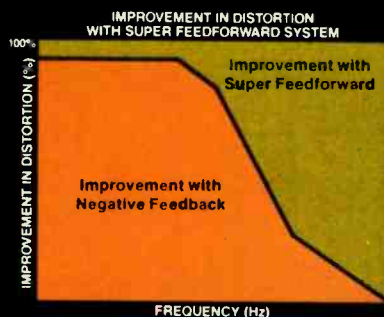 IMPROVEMENT IN DISTORTION
WITH SUPER FEEDFORWARD SYSTEM
100%
IMPROVEMENT IN DISTORTION (%)
Improvement with
Super Feedforward
Improvement with
Negative Feedback
FREQUENCY (Hz)